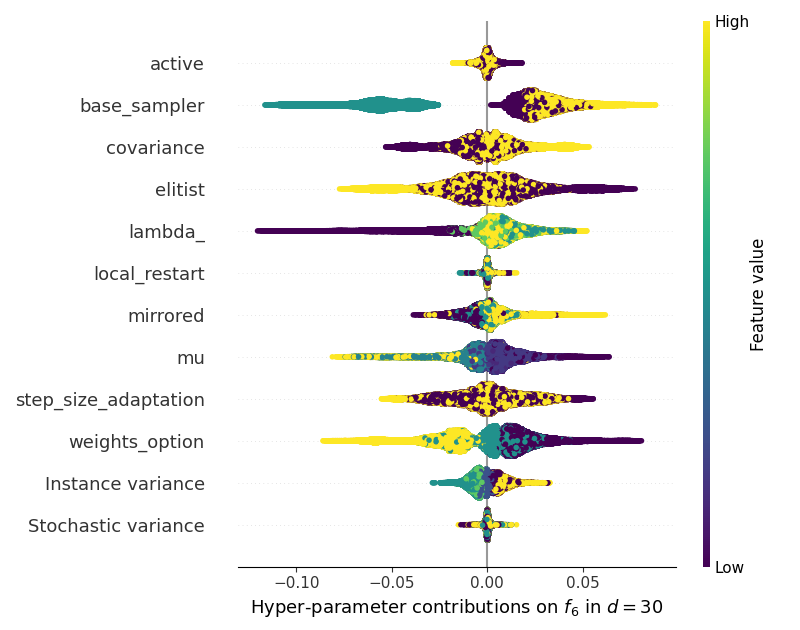 High
active
base_sampler
covariance
elitist
lambda_
local_restart
mirrored
mu
step_size_adaptation
weights_option
Instance variance
Stochastic variance
Feature value
Low
−0.10 −0.05 0.00 0.05
Hyper-parameter contributions on f₆ in d = 30